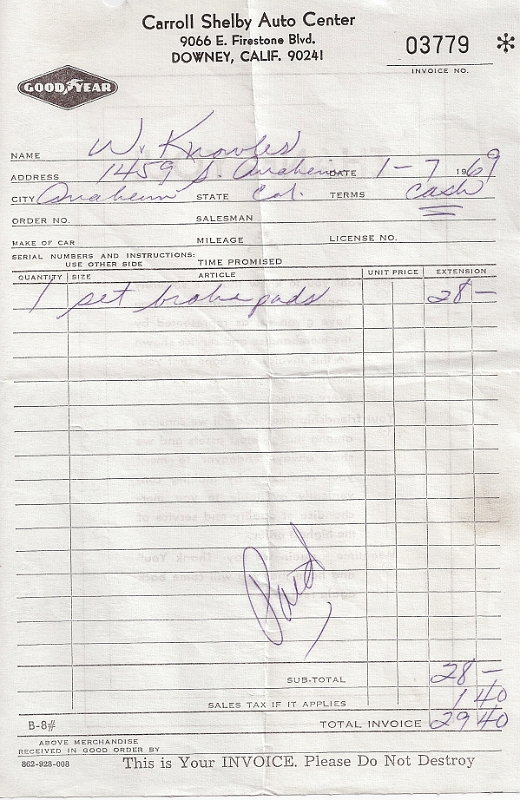 Carroll Shelby Auto Center
9066 E. Firestone Blvd.
DOWNEY, CALIF. 90241
03779 *
INVOICE NO.
GOODYEAR
NAME W. Knowles
ADDRESS 1459 S. Anaheim DATE 1-7 1969
CITY Anaheim STATE Cal. TERMS Cash
ORDER NO. SALESMAN
MAKE OF CAR MILEAGE LICENSE NO.
SERIAL NUMBERS AND INSTRUCTIONS:
USE OTHER SIDE TIME PROMISED
QUANTITY SIZE ARTICLE UNIT PRICE EXTENSION
1 set brake pads 28 —
Paid
SUB-TOTAL 28 —
SALES TAX IF IT APPLIES 1 40
B-8# TOTAL INVOICE 29 40
ABOVE MERCHANDISE
RECEIVED IN GOOD ORDER BY
862-928-008 This is Your INVOICE. Please Do Not Destroy